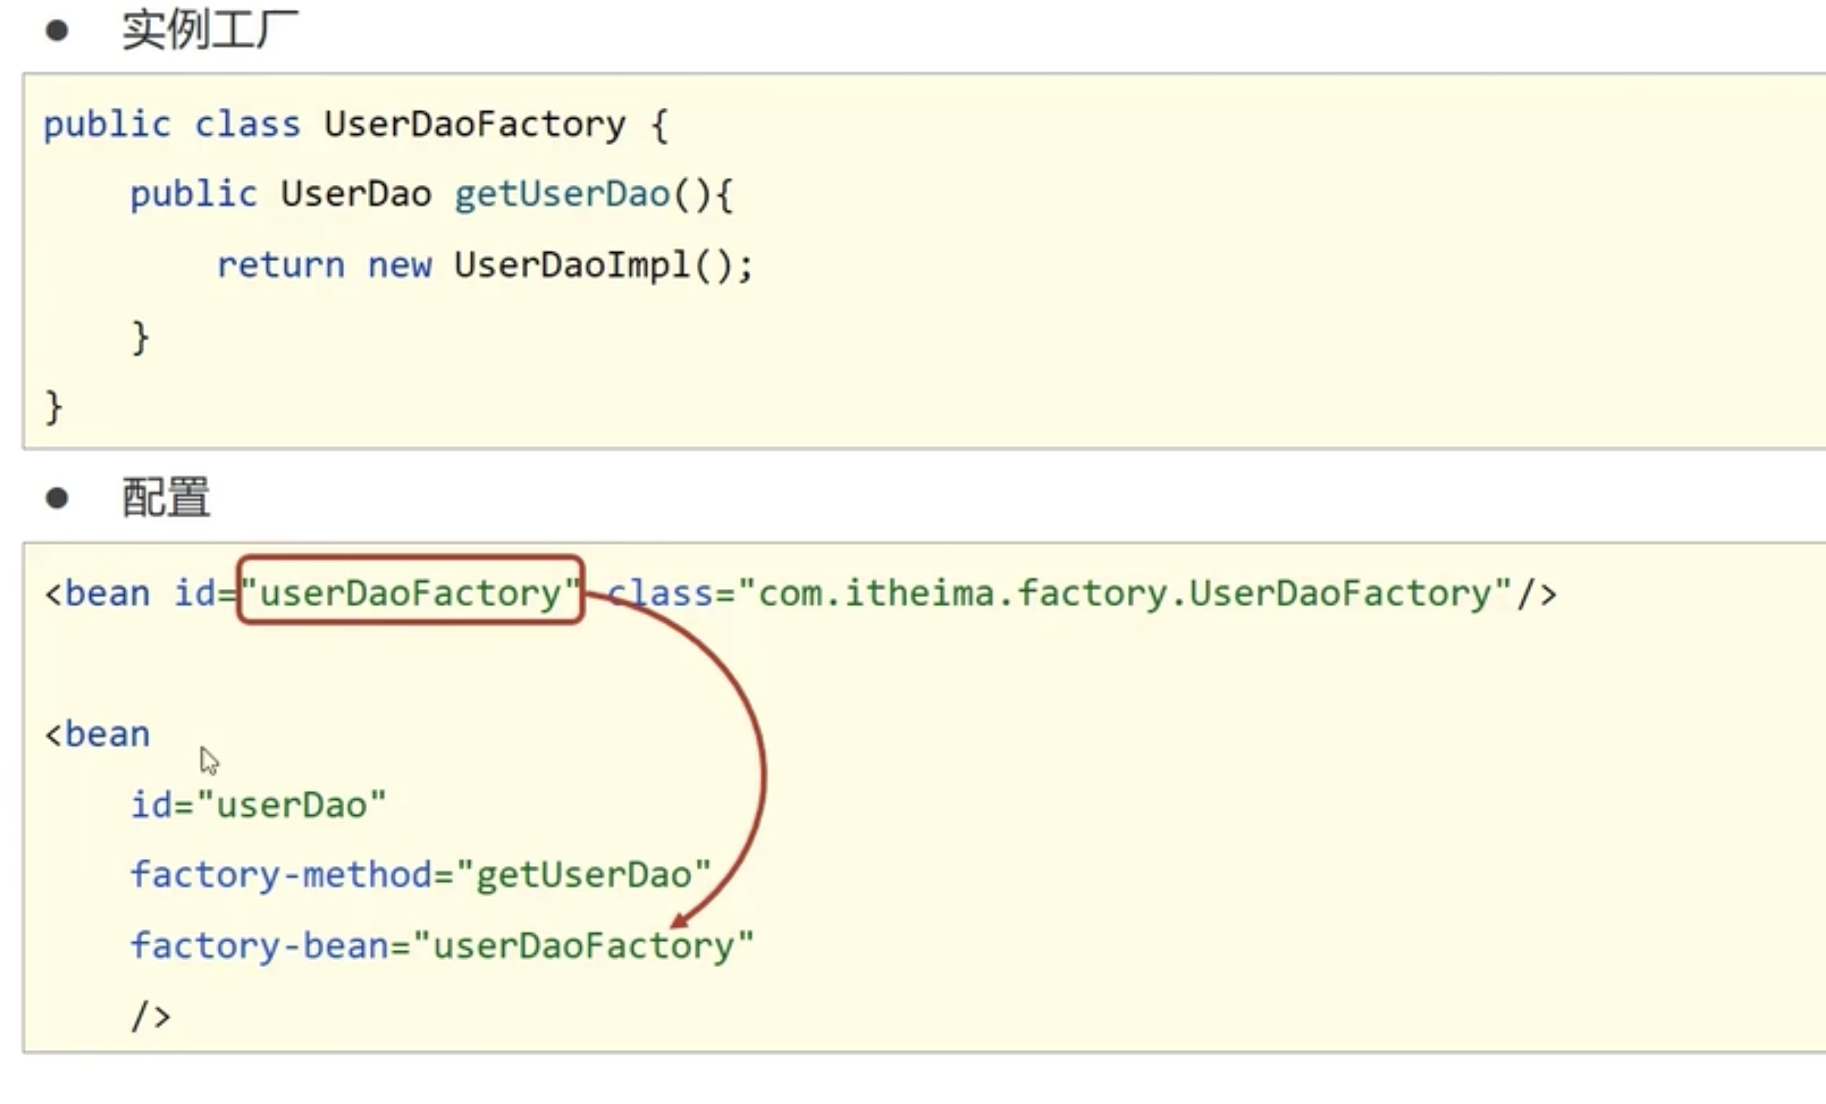 ● 实例工厂
public class UserDaoFactory {
    public UserDao getUserDao(){
        return new UserDaoImpl();
    }
}
● 配置
<bean id="userDaoFactory" class="com.itheima.factory.UserDaoFactory"/>
<bean
    id="userDao"
    factory-method="getUserDao"
    factory-bean="userDaoFactory"
    />